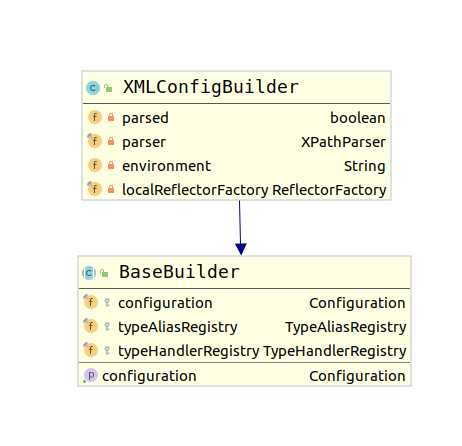 XMLConfigBuilder
parsed boolean
parser XPathParser
environment String
localReflectorFactory ReflectorFactory
BaseBuilder
configuration Configuration
typeAliasRegistry TypeAliasRegistry
typeHandlerRegistry TypeHandlerRegistry
configuration Configuration